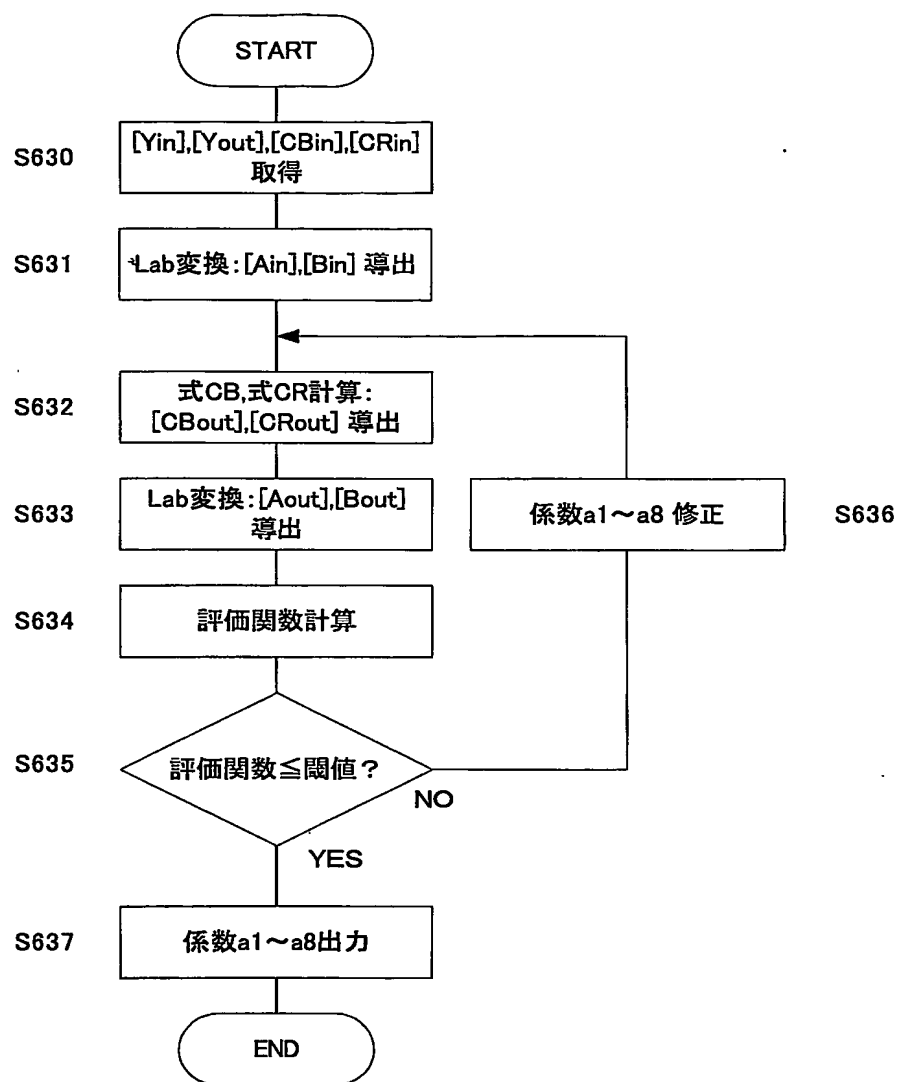 START
S630
[Yin],[Yout],[CBin],[CRin]
取得
S631
Lab変換:[Ain],[Bin] 導出
S632
式CB,式CR計算:
[CBout],[CRout] 導出
S633
Lab変換:[Aout],[Bout]
導出
係数a1～a8 修正
S636
S634
評価関数計算
S635
評価関数≦閾値？
NO
YES
S637
係数a1～a8出力
END